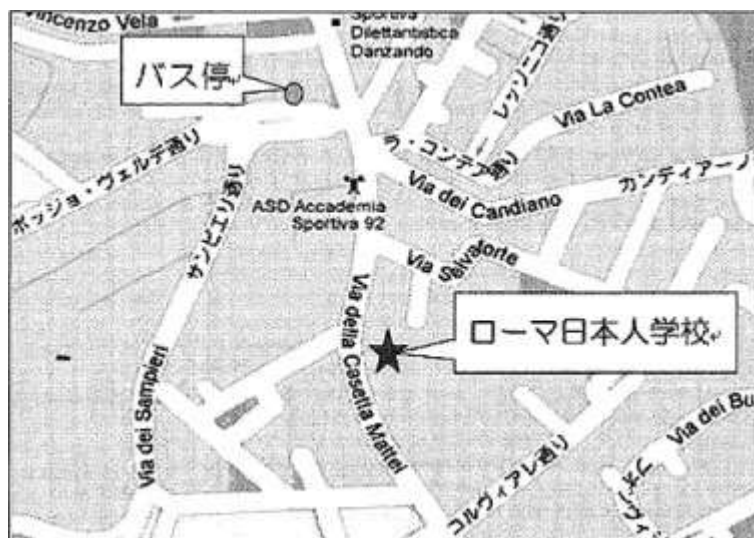 Vincenzo Vela
Sportiva
Dilettantistica
Danzando
バス停
レッソニコ通り
Via La Contea
ラ・コンテア通り
ポッジョ・ヴェルデ通り
サンピエリ通り
ASD Accademia
Sportiva 92
Via dei Candiano
カンディアーノ
Via Salvatorte
ローマ日本人学校
Via della Casetta Mattei
Via dei Sampieri
コルヴィアレ通り
Via dei Bu